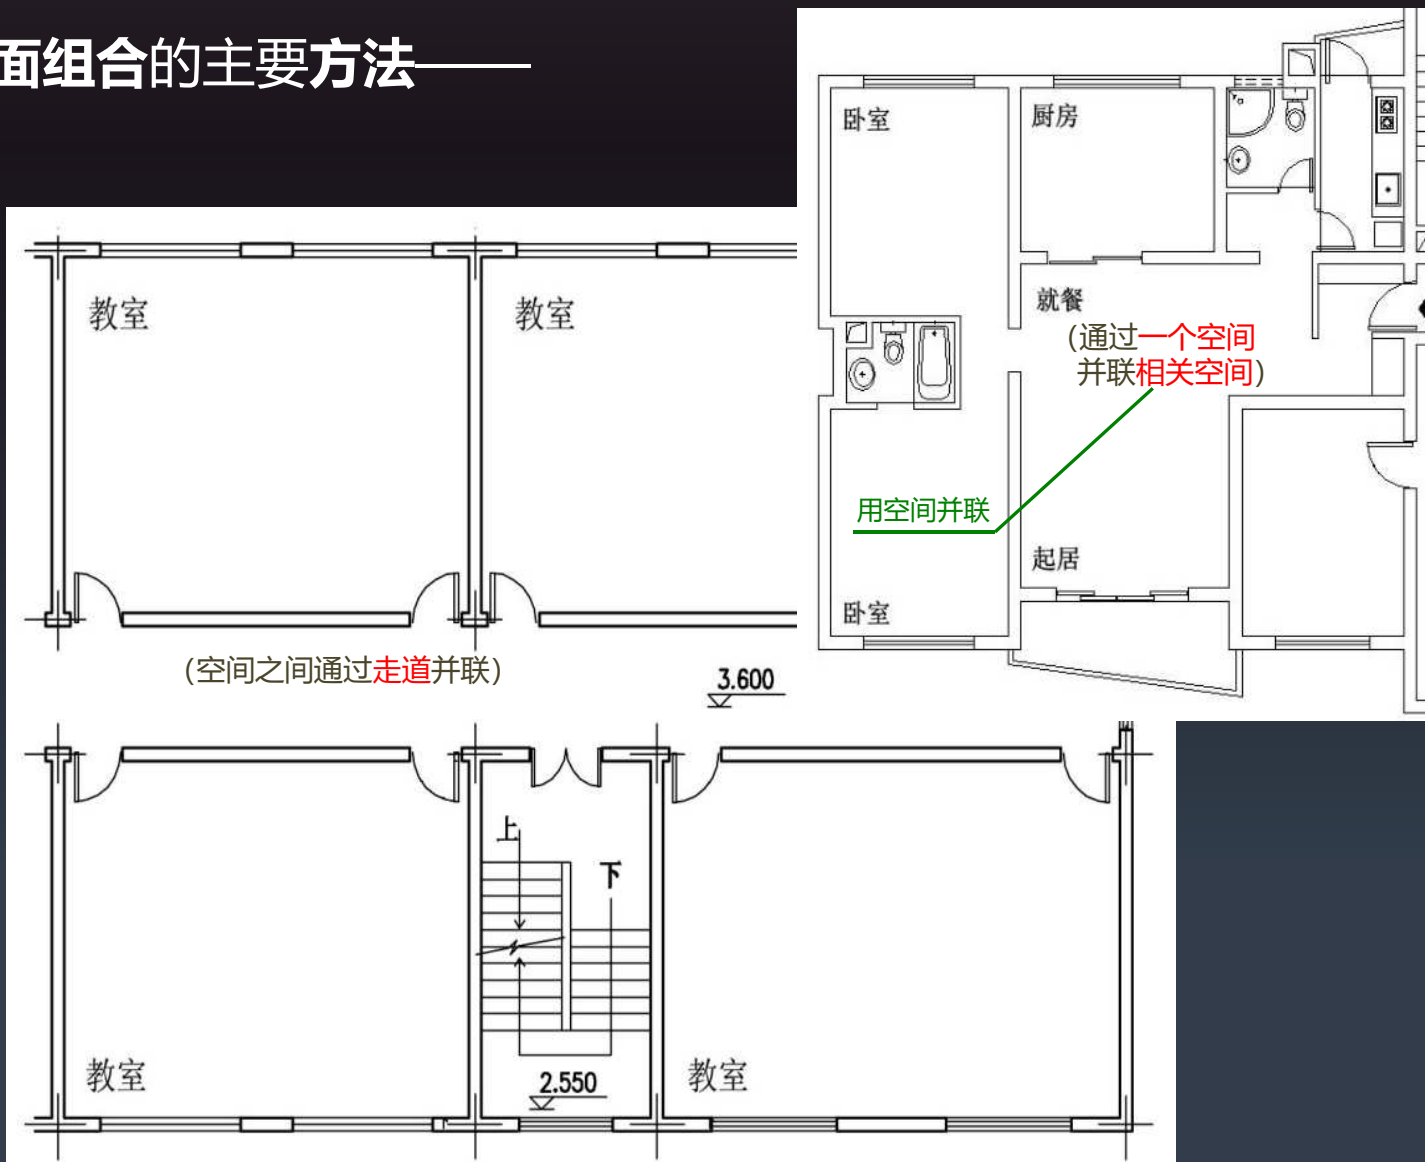 面组合的主要方法——
卧室
厨房
就餐
(通过一个空间
并联相关空间)
用空间并联
起居
卧室
教室
教室
(空间之间通过走道并联)
3.600
上
下
教室
2.550
教室